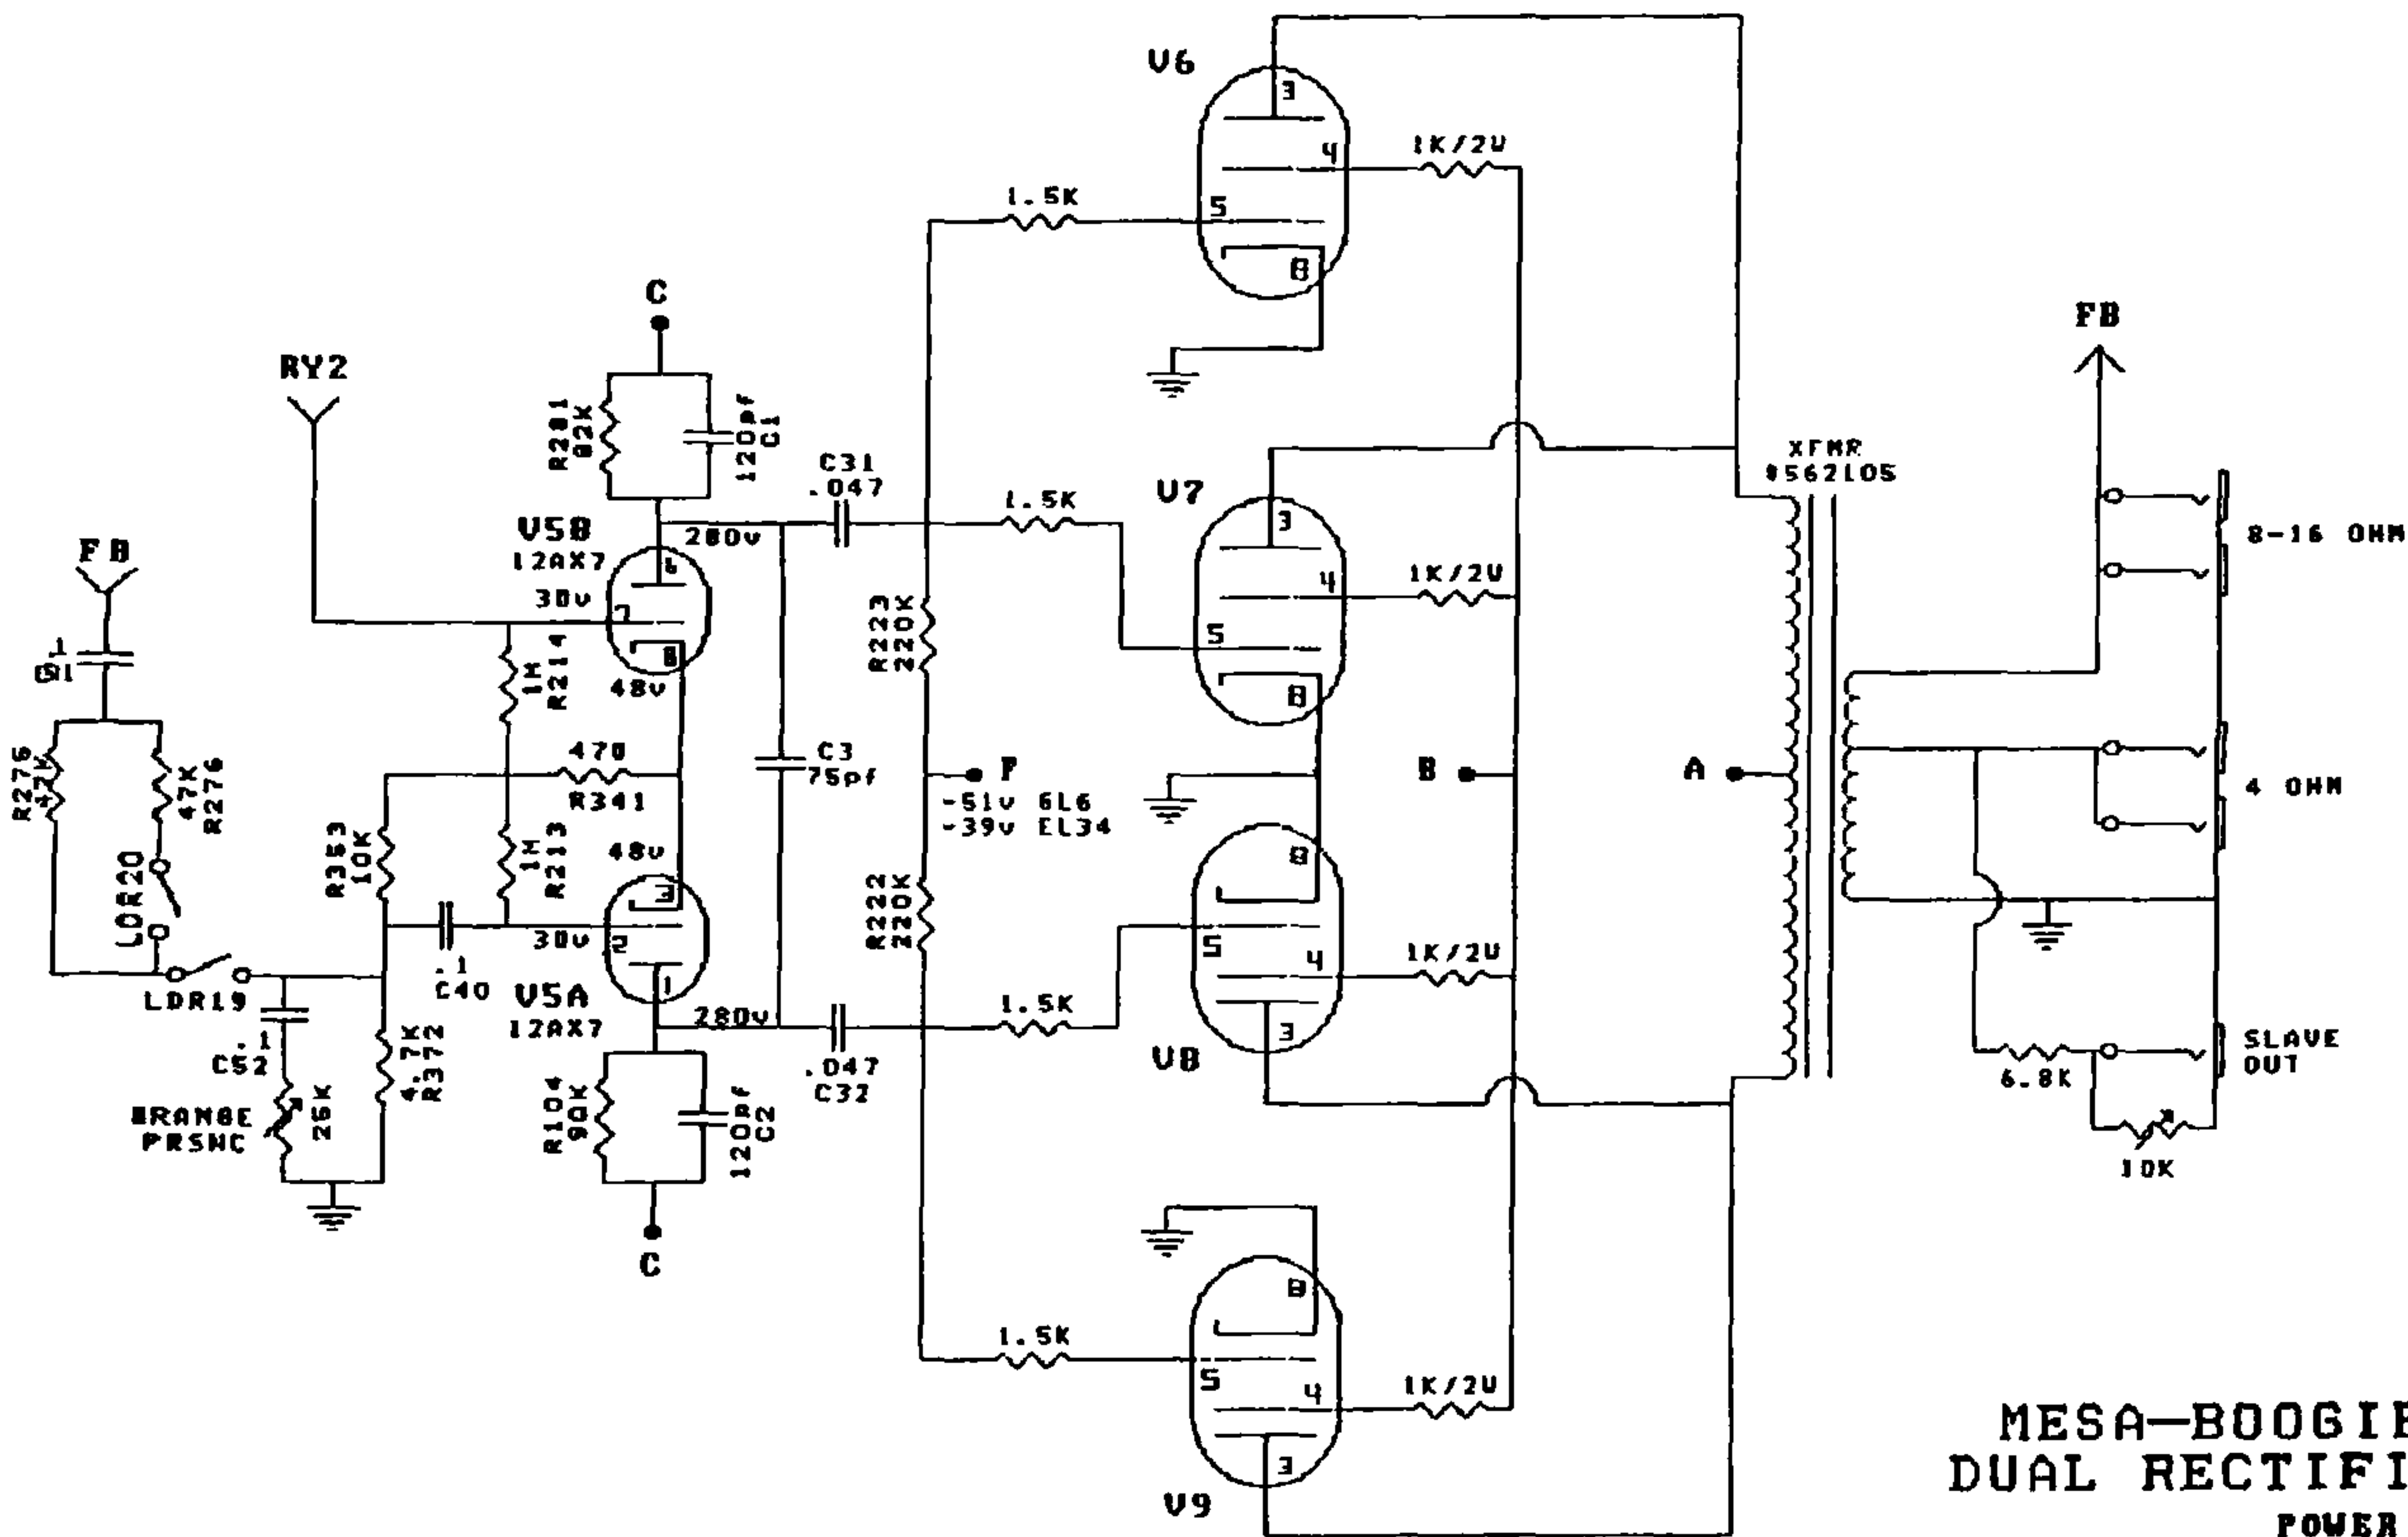 V6
3
4
1K/2W
1.5K
5
8
C
FB
RY2
R281
82K
120pf
C1
XFMR
#562105
C31
.047
1.5K
V7
3
8-16 OHM
V5B
12AX7
6
280v
FB
30v
7
4
1K/2W
R223
220K
5
.1
1M
R214
8
48v
8
470
R341
C3
75pf
F
B
A
-51v 6L6
-39v EL34
4 OHM
47K
R276
47K
R276
R353
10K
1M
R213
48v
8
3
LDR20
R222
220K
30v
2
5
4
1K/2W
.1
C40
LDR19
V5A
12AX7
1
280v
1.5K
3
V8
.1
C52
4.7K
R372
.047
C32
6.8K
SLAVE
OUT
PRSNC
25K
R104
90K
120pf
C2
10K
C
8
1.5K
5
4
1K/2W
3
V9
MESA-BOOGIE
DUAL RECTIFI
POWER